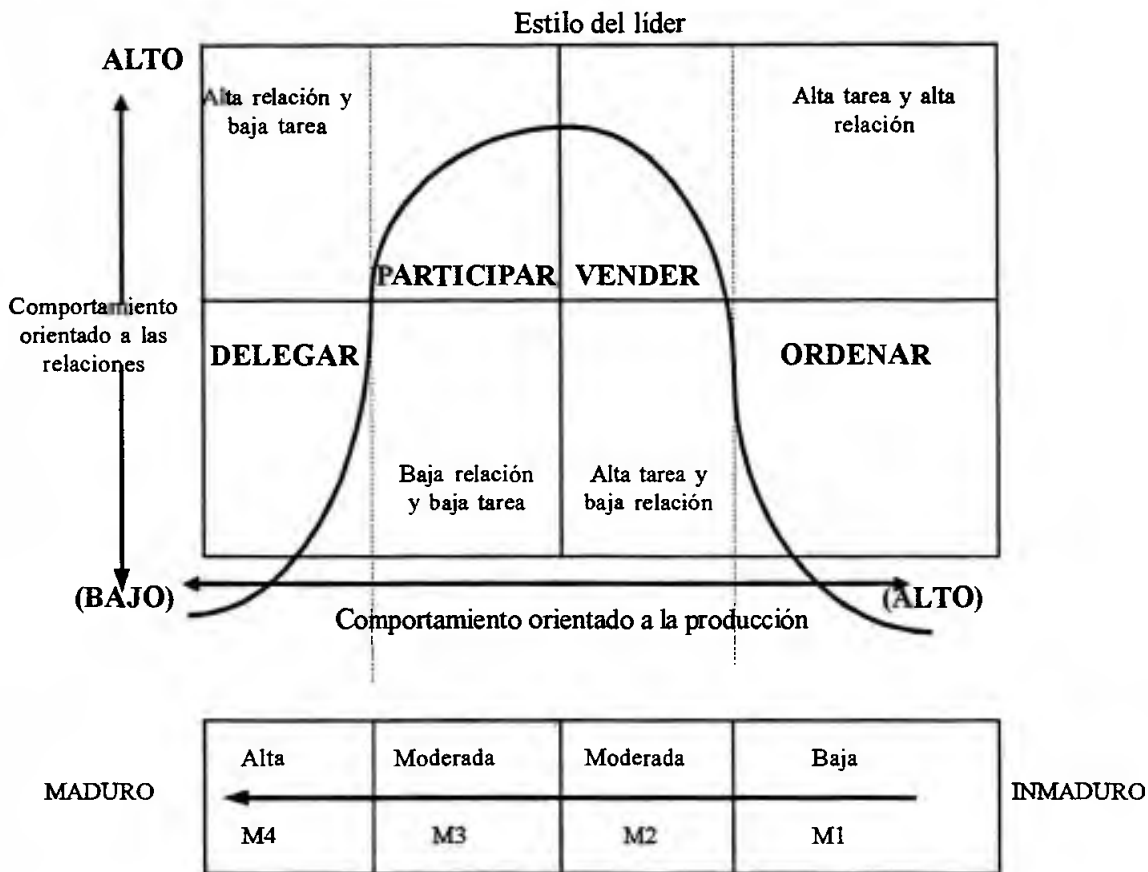 Estilo del líder
ALTO
Alta relación y
baja tarea
Alta tarea y alta
relación
PARTICIPAR
VENDER
Comportamiento
orientado a las
relaciones
DELEGAR
ORDENAR
Baja relación
y baja tarea
Alta tarea y
baja relación
(BAJO)
(ALTO)
Comportamiento orientado a la producción
Alta
Moderada
Moderada
Baja
MADURO
INMADURO
M4
M3
M2
M1